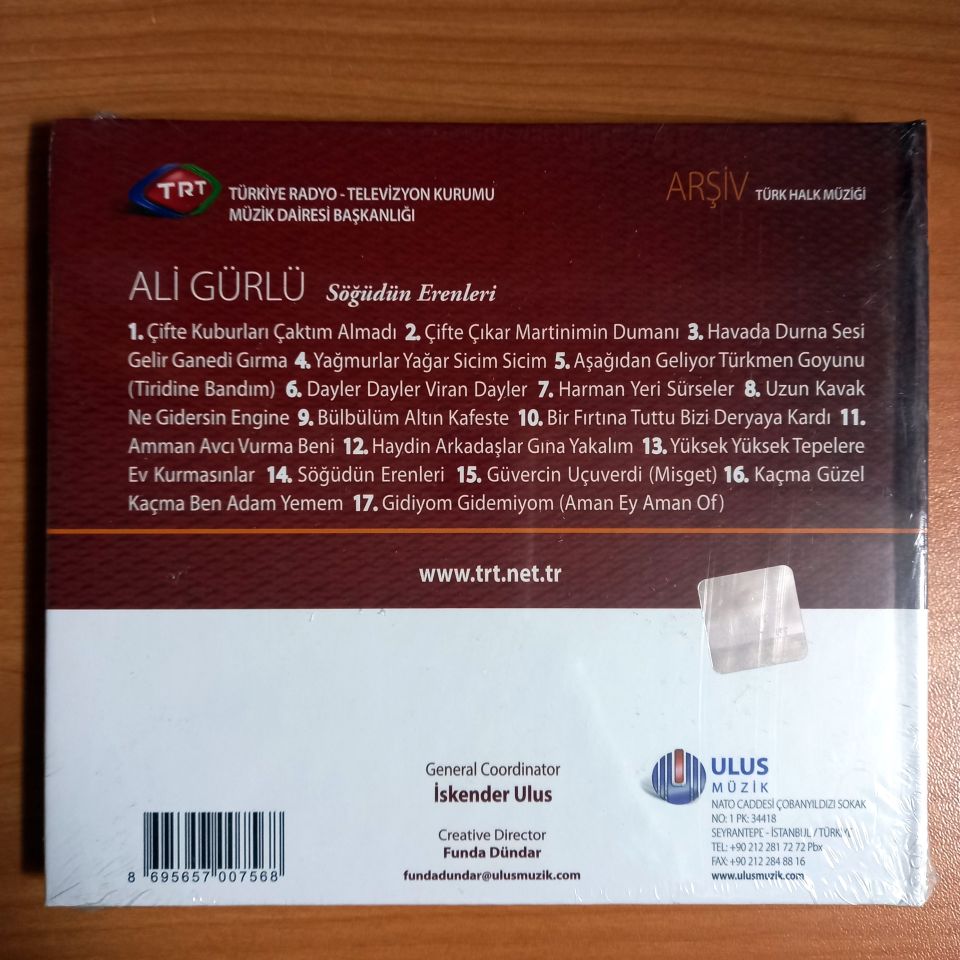 TRT
TÜRKİYE RADYO - TELEVİZYON KURUMU
MÜZİK DAİRESİ BAŞKANLIĞI
ARŞİV TÜRK HALK MÜZİĞİ
ALİ GÜRLÜ Söğüdün Erenleri
1. Çifte Kuburları Çaktım Almadı 2. Çifte Çıkar Martinimin Dumanı 3. Havada Durna Sesi
Gelir Ganedi Gırma 4. Yağmurlar Yağar Sicim Sicim 5. Aşağıdan Geliyor Türkmen Goyunu
(Tiridine Bandım) 6. Dayler Dayler Viran Dayler 7. Harman Yeri Sürseler 8. Uzun Kavak
Ne Gidersin Engine 9. Bülbülüm Altın Kafeste 10. Bir Fırtına Tuttu Bizi Deryaya Kardı 11.
Amman Avcı Vurma Beni 12. Haydin Arkadaşlar Gına Yakalım 13. Yüksek Yüksek Tepelere
Ev Kurmasınlar 14. Söğüdün Erenleri 15. Güvercin Uçuverdi (Misget) 16. Kaçma Güzel
Kaçma Ben Adam Yemem 17. Gidiyom Gidemiyom (Aman Ey Aman Of)
www.trt.net.tr
General Coordinator
İskender Ulus
Creative Director
Funda Dündar
fundadundar@ulusmuzik.com
8 695657 007568
ULUS
MÜZİK
NATO CADDESİ ÇOBANYILDIZI SOKAK
NO: 1 PK: 34418
SEYRANTEPE - İSTANBUL / TÜRKİYE
TEL: +90 212 281 72 72 Pbx
FAX: +90 212 284 88 16
www.ulusmuzik.com